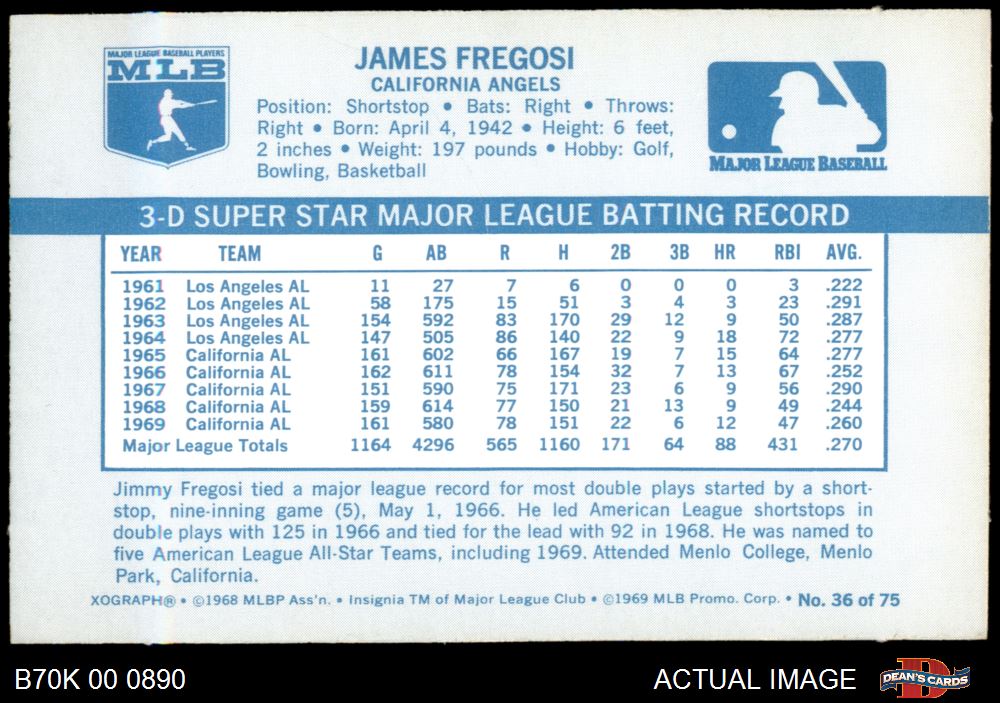 MAJOR LEAGUE BASEBALL PLAYERS
MLB
JAMES FREGOSI
CALIFORNIA ANGELS
Position: Shortstop • Bats: Right • Throws:
Right • Born: April 4, 1942 • Height: 6 feet,
2 inches • Weight: 197 pounds • Hobby: Golf,
Bowling, Basketball
MAJOR LEAGUE BASEBALL
3-D SUPER STAR MAJOR LEAGUE BATTING RECORD
YEAR TEAM G AB R H 2B 3B HR RBI AVG.
1961 Los Angeles AL 11 27 7 6 0 0 0 3 .222
1962 Los Angeles AL 58 175 15 51 3 4 3 23 .291
1963 Los Angeles AL 154 592 83 170 29 12 9 50 .287
1964 Los Angeles AL 147 505 86 140 22 9 18 72 .277
1965 California AL 161 602 66 167 19 7 15 64 .277
1966 California AL 162 611 78 154 32 7 13 67 .252
1967 California AL 151 590 75 171 23 6 9 56 .290
1968 California AL 159 614 77 150 21 13 9 49 .244
1969 California AL 161 580 78 151 22 6 12 47 .260
Major League Totals 1164 4296 565 1160 171 64 88 431 .270
Jimmy Fregosi tied a major league record for most double plays started by a short-
stop, nine-inning game (5), May 1, 1966. He led American League shortstops in
double plays with 125 in 1966 and tied for the lead with 92 in 1968. He was named to
five American League All-Star Teams, including 1969. Attended Menlo College, Menlo
Park, California.
XOGRAPH® • ©1968 MLBP Ass'n. • Insignia TM of Major League Club • ©1969 MLB Promo. Corp. • No. 36 of 75
B70K 00 0890
ACTUAL IMAGE
D
DEAN'S CARDS